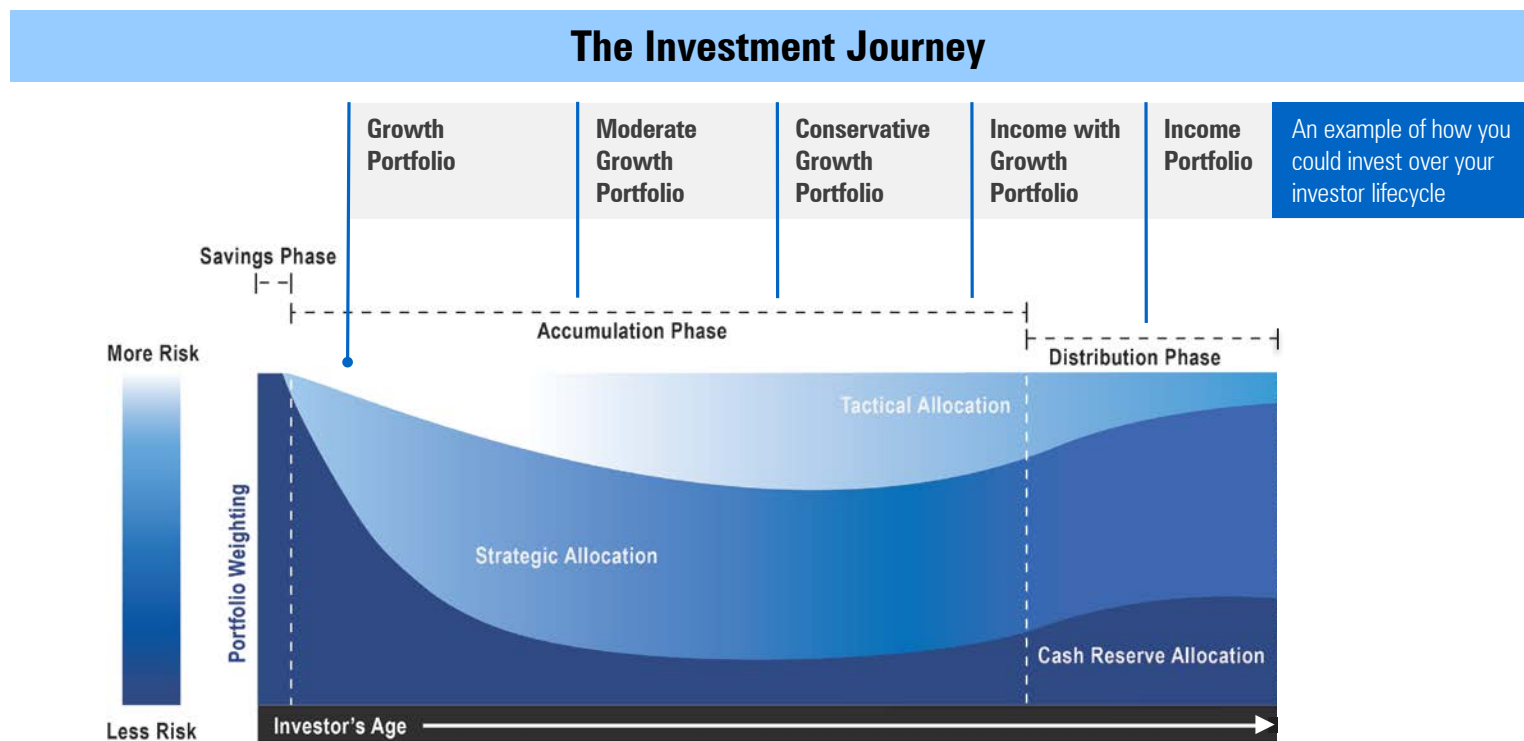 The Investment Journey
Growth
Portfolio
Moderate
Growth
Portfolio
Conservative
Growth
Portfolio
Income with
Growth
Portfolio
Income
Portfolio
An example of how you
could invest over your
investor lifecycle
Savings Phase
Accumulation Phase
Distribution Phase
More Risk
Less Risk
Portfolio Weighting
Tactical Allocation
Strategic Allocation
Cash Reserve Allocation
Investor's Age